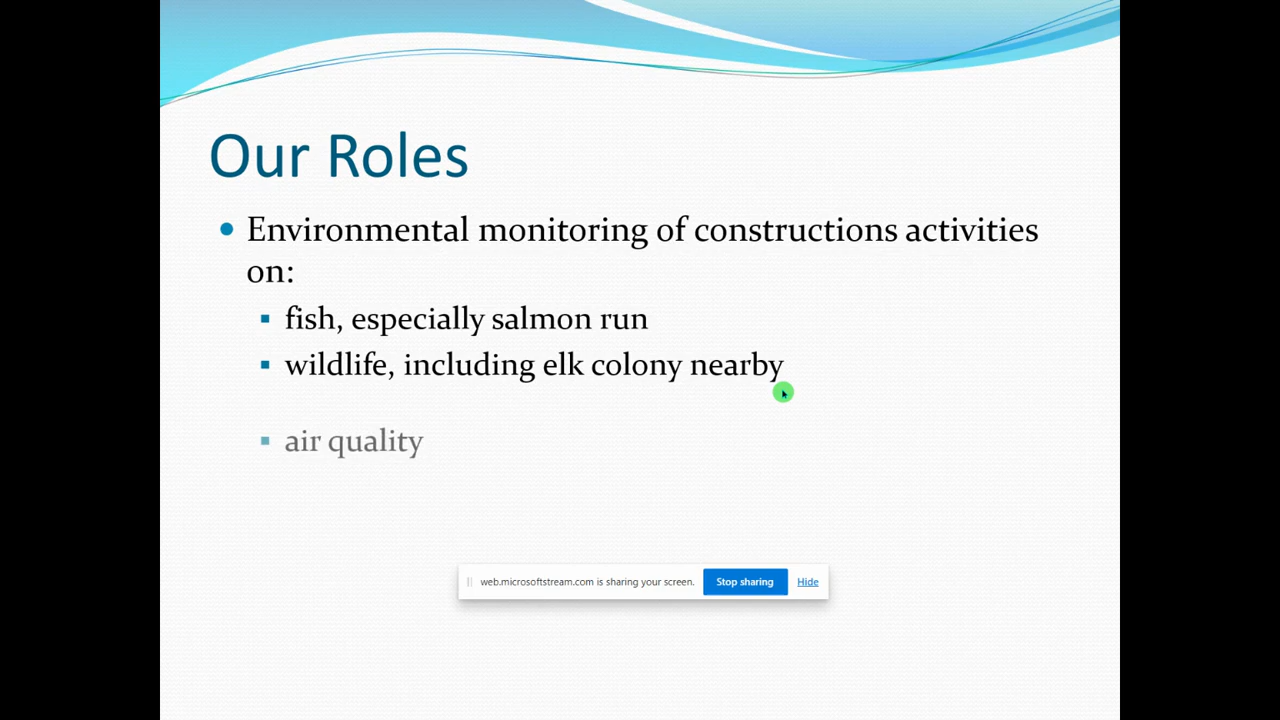 Our Roles
Environmental monitoring of constructions activities
on:
fish, especially salmon run
wildlife, including elk colony nearby
air quality
web.microsoftstream.com is sharing your screen. Stop sharing Hide